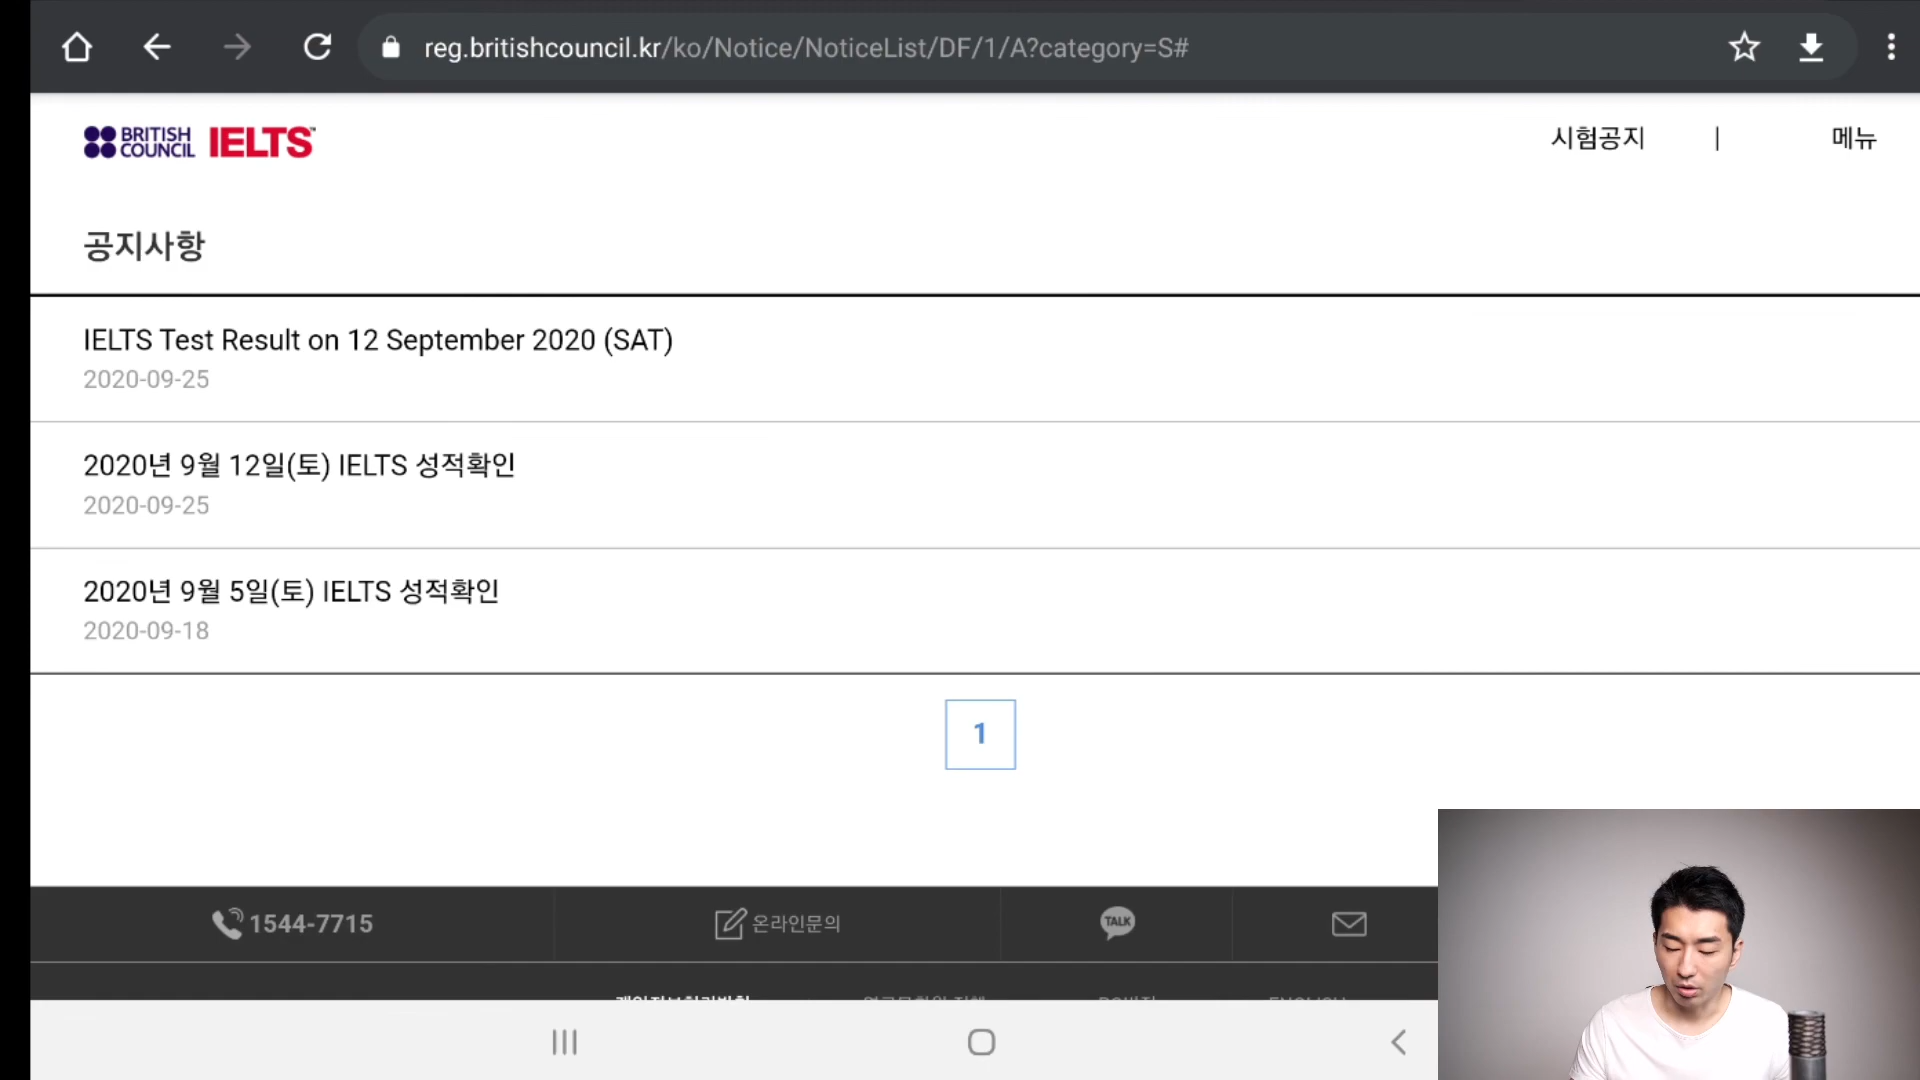 reg.britishcouncil.kr/ko/Notice/NoticeList/DF/1/A?category=S#
BRITISH COUNCIL IELTS™
시험공지 | 메뉴
공지사항
IELTS Test Result on 12 September 2020 (SAT)
2020-09-25
2020년 9월 12일(토) IELTS 성적확인
2020-09-25
2020년 9월 5일(토) IELTS 성적확인
2020-09-18
1
1544-7715 온라인문의 TALK